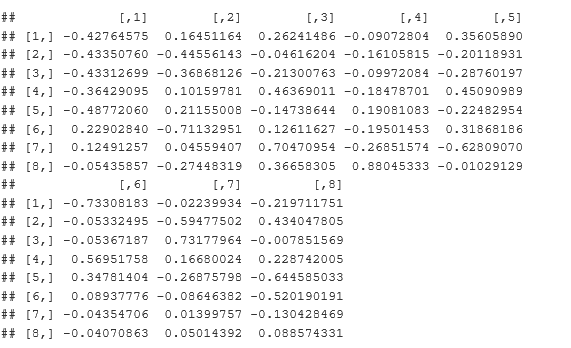 ##             [,1]        [,2]        [,3]        [,4]        [,5]
## [1,] -0.42764575  0.16451164  0.26241486 -0.09072804  0.35605890
## [2,] -0.43350760 -0.44556143 -0.04616204 -0.16105815 -0.20118931
## [3,] -0.43312699 -0.36868126 -0.21300763 -0.09972084 -0.28760197
## [4,] -0.36429095  0.10159781  0.46369011 -0.18478701  0.45090989
## [5,] -0.48772060  0.21155008 -0.14738644  0.19081083 -0.22482954
## [6,]  0.22902840 -0.71132951  0.12611627 -0.19501453  0.31868186
## [7,]  0.12491257  0.04559407  0.70470954 -0.26851574 -0.62809070
## [8,] -0.05435857 -0.27448319  0.36658305  0.88045333 -0.01029129
##             [,6]        [,7]         [,8]
## [1,] -0.73308183 -0.02239934 -0.219711751
## [2,] -0.05332495 -0.59477502  0.434047805
## [3,] -0.05367187  0.73177964 -0.007851569
## [4,]  0.56951758  0.16680024  0.228742005
## [5,]  0.34781404 -0.26875798 -0.644585033
## [6,]  0.08937776 -0.08646382 -0.520190191
## [7,] -0.04354706  0.01399757 -0.130428469
## [8,] -0.04070863  0.05014392  0.088574331